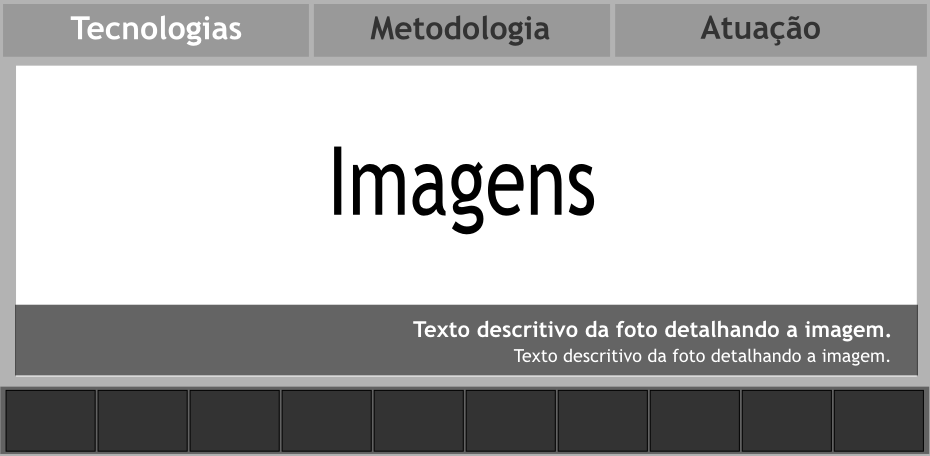 Tecnologias
Metodologia
Atuação
Imagens
Texto descritivo da foto detalhando a imagem.
Texto descritivo da foto detalhando a imagem.